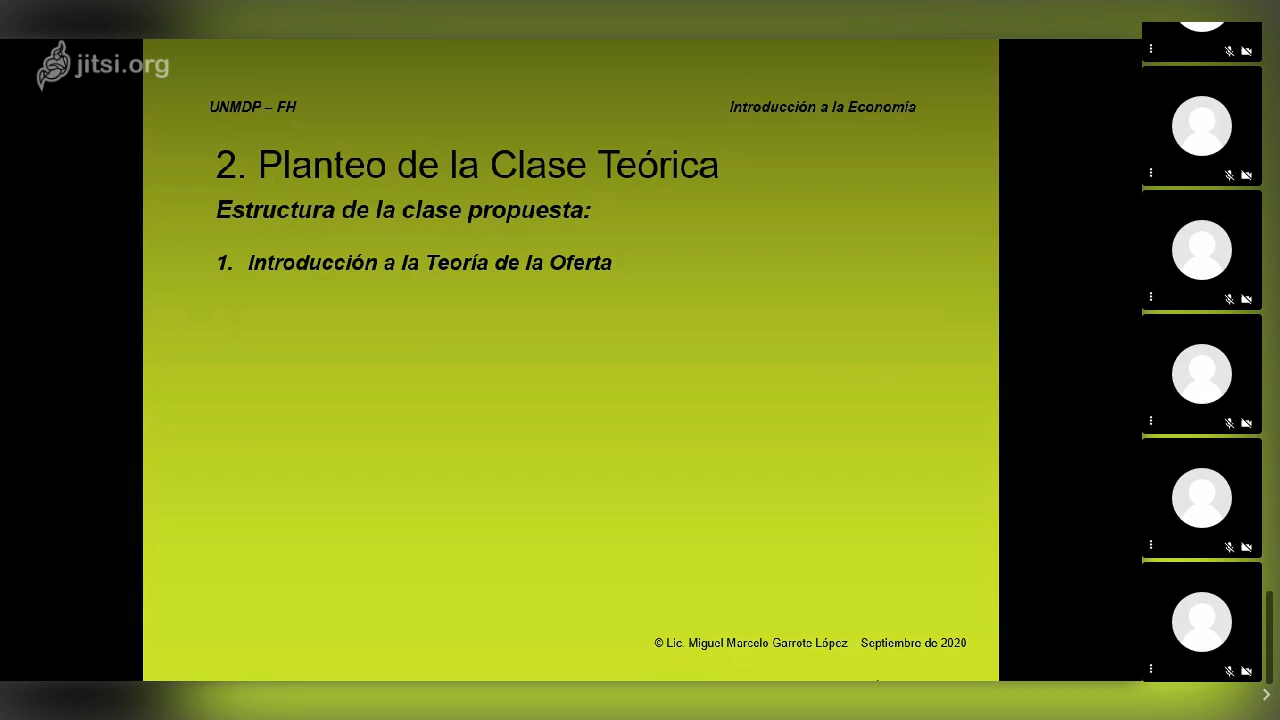 jitsi.org
UNMDP – FH
Introducción a la Economía
2. Planteo de la Clase Teórica
Estructura de la clase propuesta:
1. Introducción a la Teoría de la Oferta
© Lic. Miguel Marcelo Garrote López Septiembre de 2020